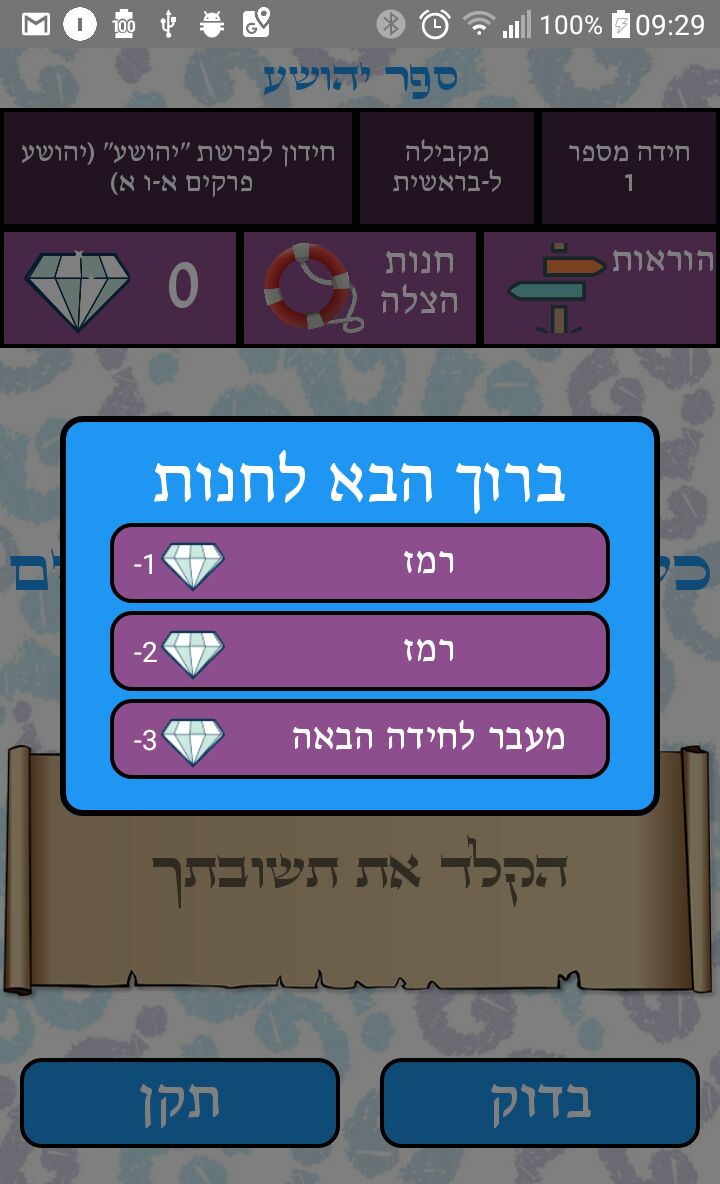 100% 09:29
ספר יהושע
חידה מספר
1
מקבילה
ל-בראשית
חידון לפרשת "יהושע" (יהושע
פרקים א-ו א)
הוראות
חנות
הצלה
0
ברוך הבא לחנות
רמז
-1
רמז
-2
מעבר לחידה הבאה
-3
הקלד את תשובתך
בדוק
תקן